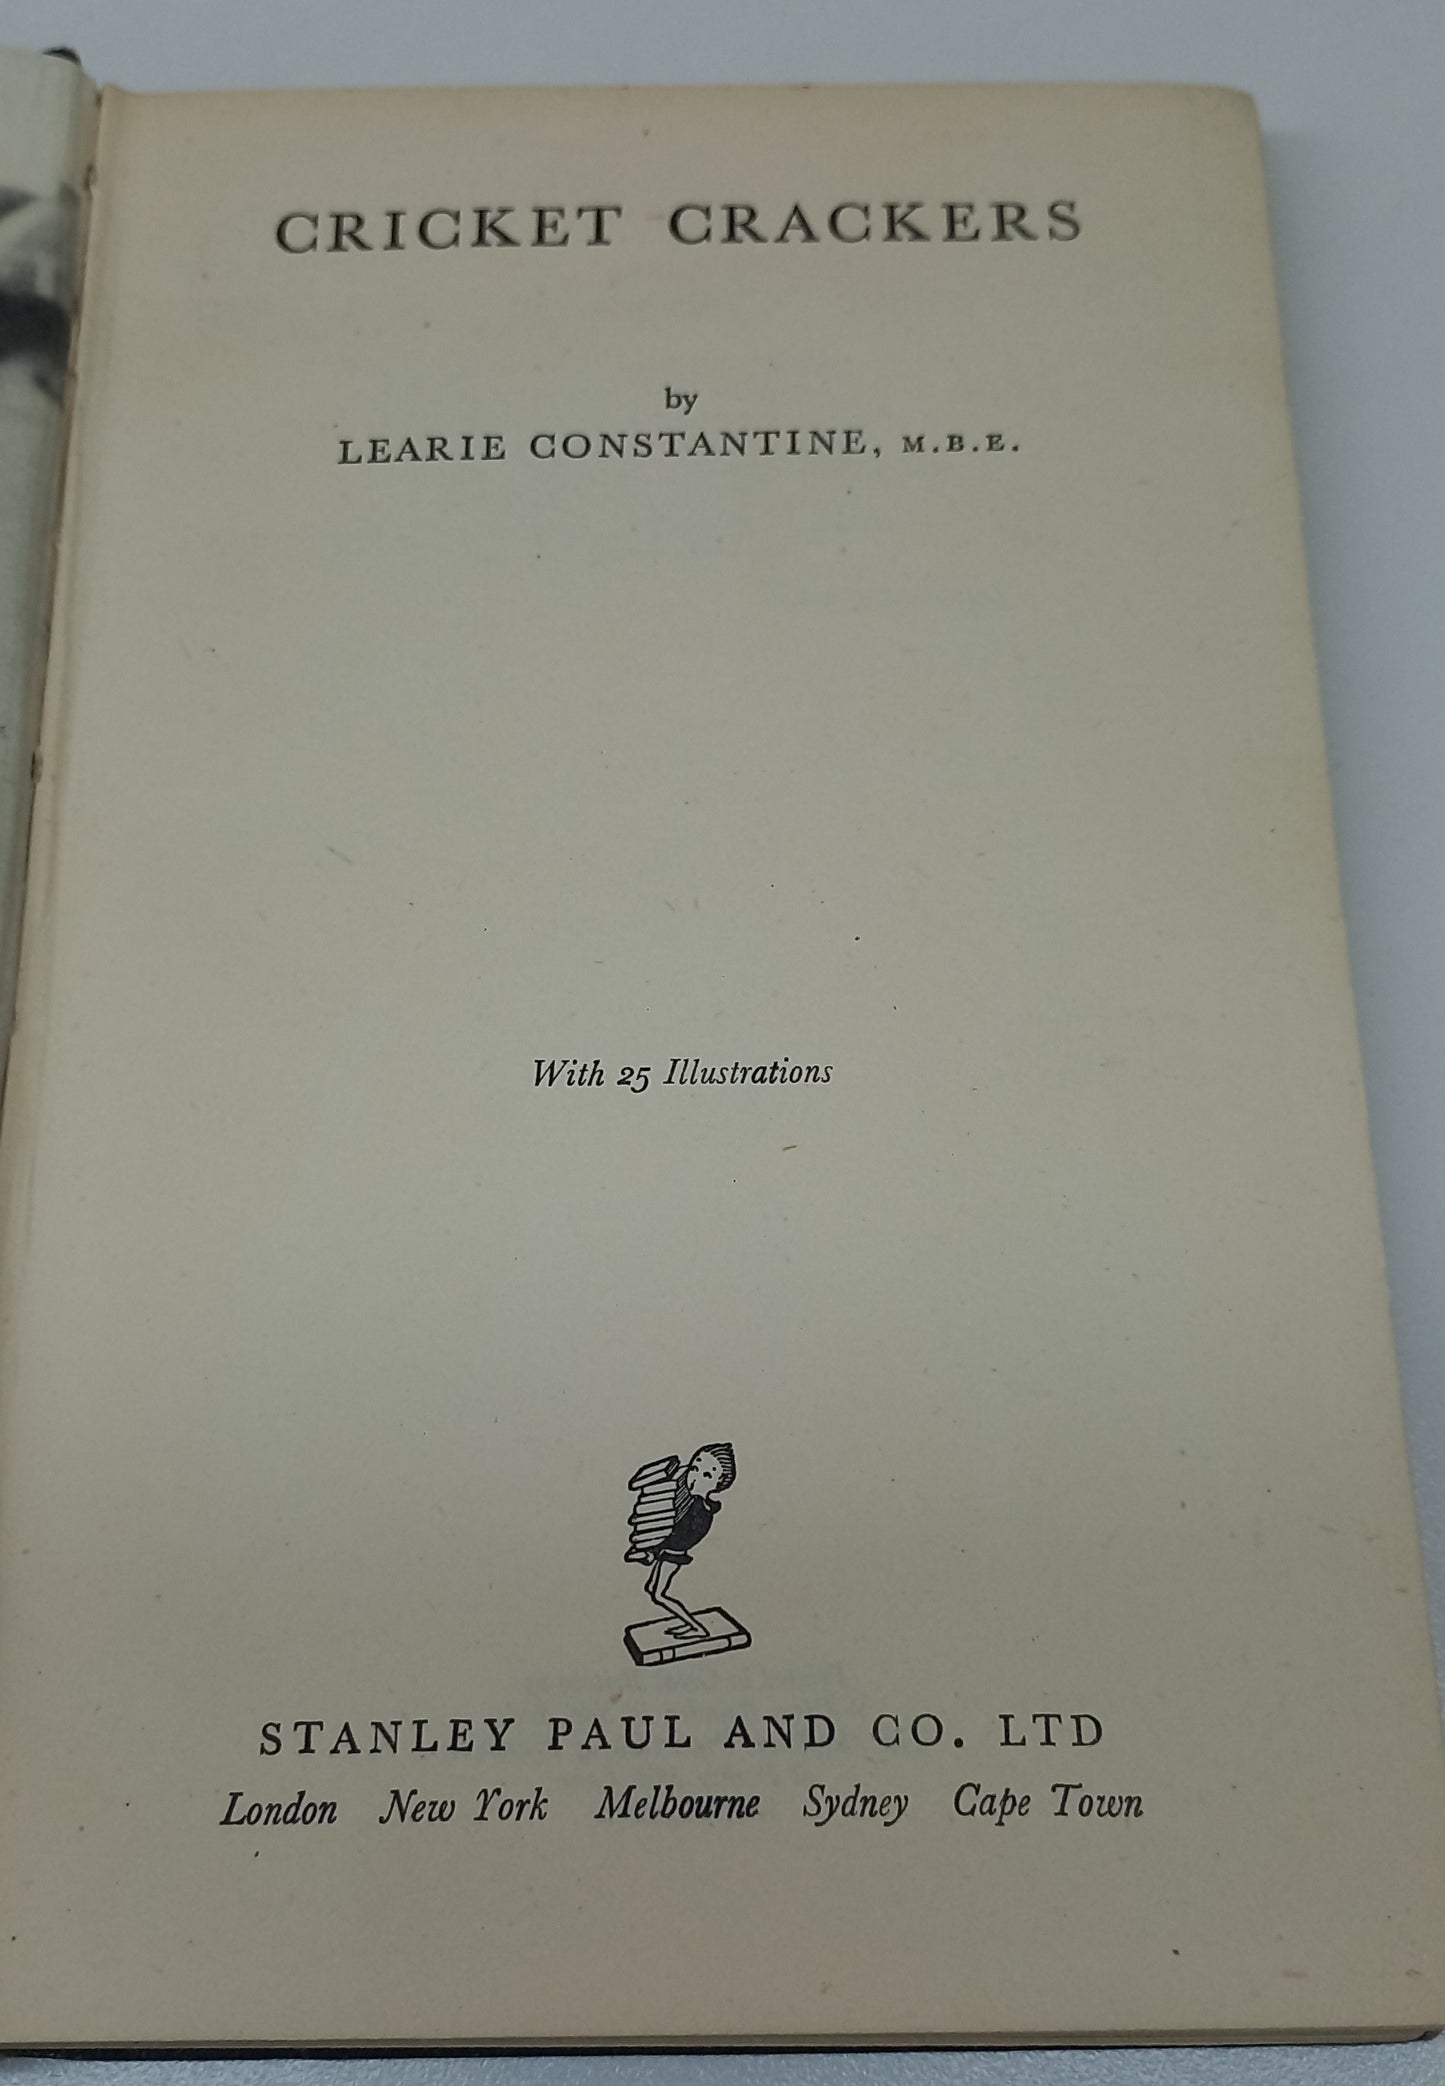 CRICKET CRACKERS
by
LEARIE CONSTANTINE, M.B.E.
With 25 Illustrations
STANLEY PAUL AND CO. LTD
London New York Melbourne Sydney Cape Town